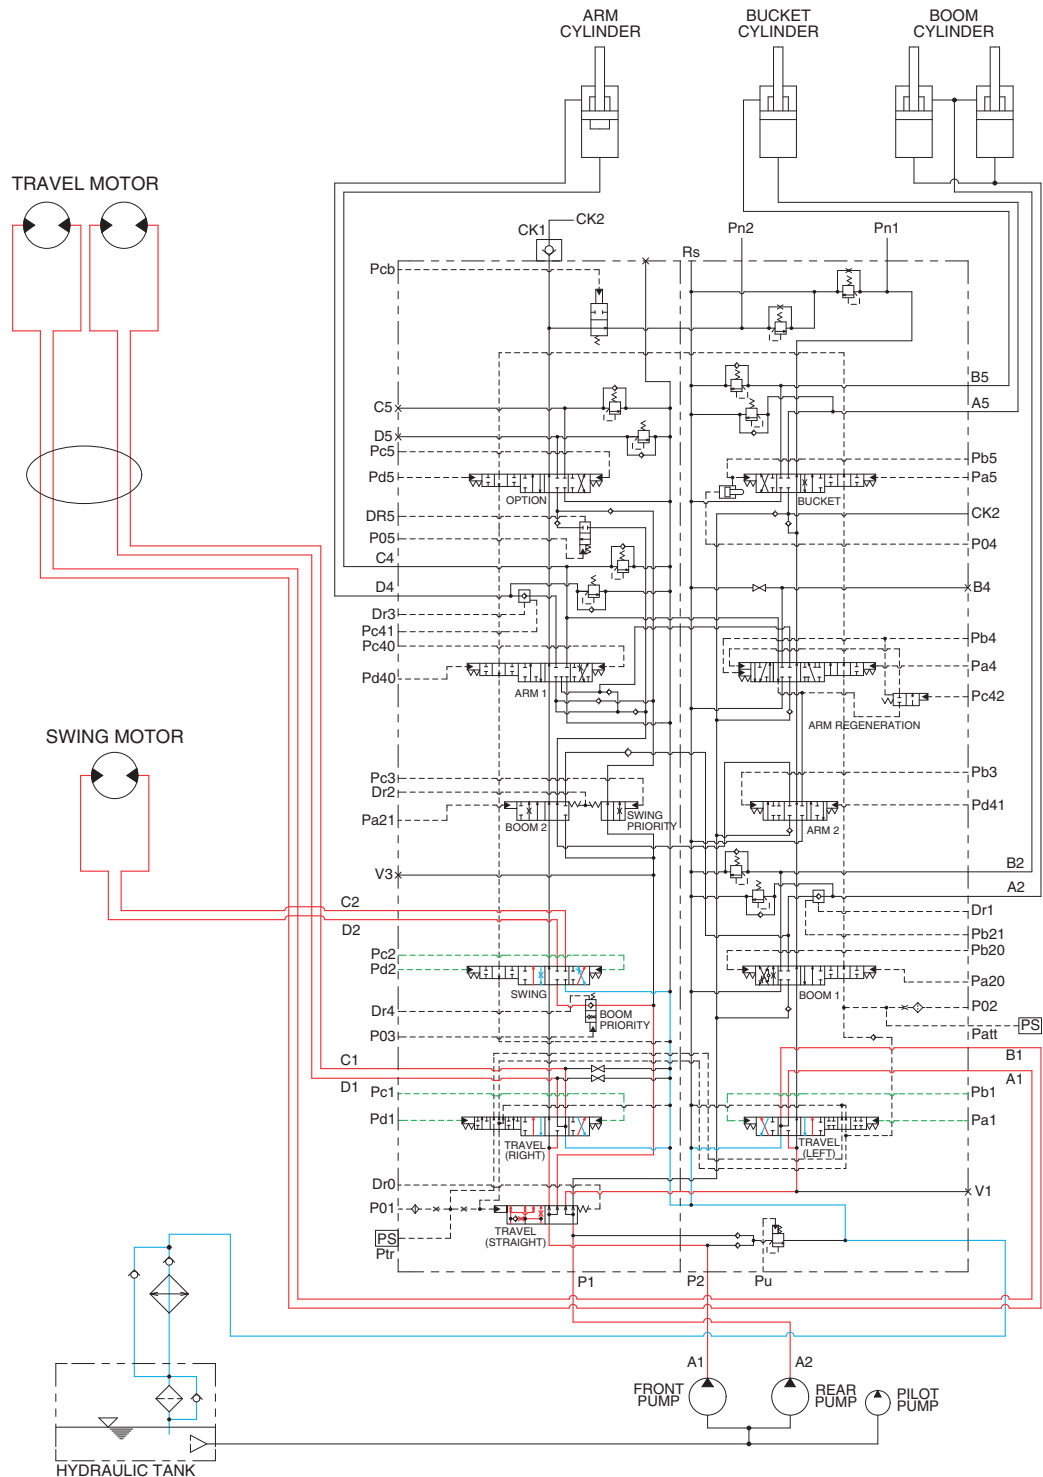 ARM
CYLINDER
BUCKET
CYLINDER
BOOM
CYLINDER
TRAVEL MOTOR
CK1
CK2
Pn2
Pn1
Rs
Pcb
B5
C5
A5
D5
Pc5
Pb5
Pd5
Pa5
OPTION
BUCKET
DR5
CK2
P05
P04
C4
D4
B4
Dr3
Pc41
Pb4
Pc40
Pa4
Pd40
ARM 1
Pc42
ARM REGENERATION
SWING MOTOR
Pc3
Pb3
Dr2
Pd41
Pa21
BOOM 2
SWING
PRIORITY
ARM 2
B2
V3
A2
C2
Dr1
D2
Pb21
Pc2
Pb20
Pd2
Pa20
SWING
BOOM 1
Dr4
BOOM
PRIORITY
P02
PS
P03
Patt
C1
B1
D1
A1
Pc1
Pb1
Pd1
Pa1
TRAVEL
(RIGHT)
TRAVEL
(LEFT)
Dr0
V1
P01
TRAVEL
(STRAIGHT)
PS
Ptr
P1
P2
Pu
A1
A2
FRONT
PUMP
REAR
PUMP
PILOT
PUMP
HYDRAULIC TANK